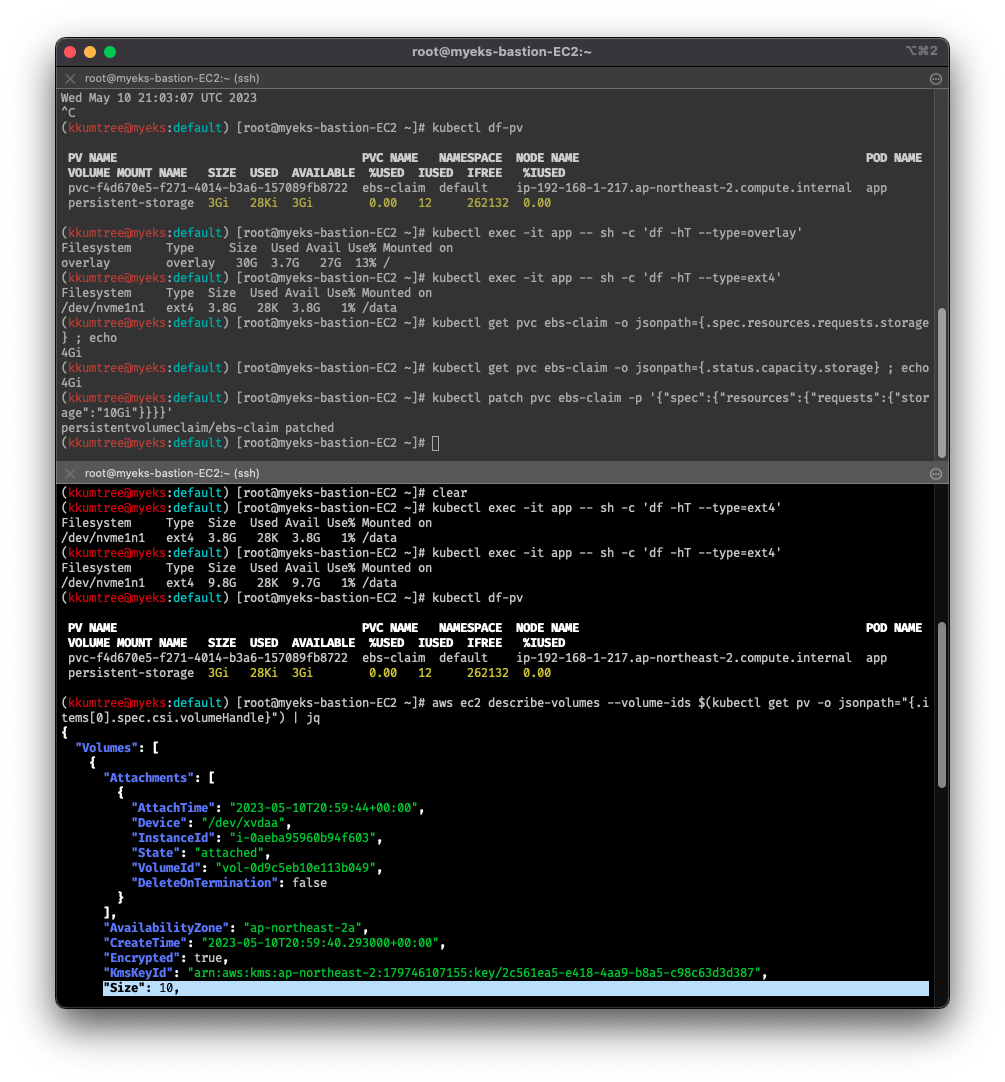 root@myeks-bastion-EC2:~
⌥⌘2
root@myeks-bastion-EC2:~ (ssh)
Wed May 10 21:03:07 UTC 2023
^C
(kkumtree@myeks:default) [root@myeks-bastion-EC2 ~]# kubectl df-pv
PV NAME PVC NAME NAMESPACE NODE NAME POD NAME
VOLUME MOUNT NAME SIZE USED AVAILABLE %USED IUSED IFREE %IUSED
pvc-f4d670e5-f271-4014-b3a6-157089fb8722 ebs-claim default ip-192-168-1-217.ap-northeast-2.compute.internal app
persistent-storage 3Gi 28Ki 3Gi 0.00 12 262132 0.00
(kkumtree@myeks:default) [root@myeks-bastion-EC2 ~]# kubectl exec -it app -- sh -c 'df -hT --type=overlay'
Filesystem Type Size Used Avail Use% Mounted on
overlay overlay 30G 3.7G 27G 13% /
(kkumtree@myeks:default) [root@myeks-bastion-EC2 ~]# kubectl exec -it app -- sh -c 'df -hT --type=ext4'
Filesystem Type Size Used Avail Use% Mounted on
/dev/nvme1n1 ext4 3.8G 28K 3.8G 1% /data
(kkumtree@myeks:default) [root@myeks-bastion-EC2 ~]# kubectl get pvc ebs-claim -o jsonpath={.spec.resources.requests.storage
} ; echo
4Gi
(kkumtree@myeks:default) [root@myeks-bastion-EC2 ~]# kubectl get pvc ebs-claim -o jsonpath={.status.capacity.storage} ; echo
4Gi
(kkumtree@myeks:default) [root@myeks-bastion-EC2 ~]# kubectl patch pvc ebs-claim -p '{"spec":{"resources":{"requests":{"stor
age":"10Gi"}}}}'
persistentvolumeclaim/ebs-claim patched
(kkumtree@myeks:default) [root@myeks-bastion-EC2 ~]#
root@myeks-bastion-EC2:~ (ssh)
(kkumtree@myeks:default) [root@myeks-bastion-EC2 ~]# clear
(kkumtree@myeks:default) [root@myeks-bastion-EC2 ~]# kubectl exec -it app -- sh -c 'df -hT --type=ext4'
Filesystem Type Size Used Avail Use% Mounted on
/dev/nvme1n1 ext4 3.8G 28K 3.8G 1% /data
(kkumtree@myeks:default) [root@myeks-bastion-EC2 ~]# kubectl exec -it app -- sh -c 'df -hT --type=ext4'
Filesystem Type Size Used Avail Use% Mounted on
/dev/nvme1n1 ext4 9.8G 28K 9.7G 1% /data
(kkumtree@myeks:default) [root@myeks-bastion-EC2 ~]# kubectl df-pv
PV NAME PVC NAME NAMESPACE NODE NAME POD NAME
VOLUME MOUNT NAME SIZE USED AVAILABLE %USED IUSED IFREE %IUSED
pvc-f4d670e5-f271-4014-b3a6-157089fb8722 ebs-claim default ip-192-168-1-217.ap-northeast-2.compute.internal app
persistent-storage 3Gi 28Ki 3Gi 0.00 12 262132 0.00
(kkumtree@myeks:default) [root@myeks-bastion-EC2 ~]# aws ec2 describe-volumes --volume-ids $(kubectl get pv -o jsonpath="{.i
tems[0].spec.csi.volumeHandle}") | jq
{
"Volumes": [
{
"Attachments": [
{
"AttachTime": "2023-05-10T20:59:44+00:00",
"Device": "/dev/xvdaa",
"InstanceId": "i-0aeba95960b94f603",
"State": "attached",
"VolumeId": "vol-0d9c5eb10e113b049",
"DeleteOnTermination": false
}
],
"AvailabilityZone": "ap-northeast-2a",
"CreateTime": "2023-05-10T20:59:40.293000+00:00",
"Encrypted": true,
"KmsKeyId": "arn:aws:kms:ap-northeast-2:179746107155:key/2c561ea5-e418-4aa9-b8a5-c98c63d3d387",
"Size": 10,